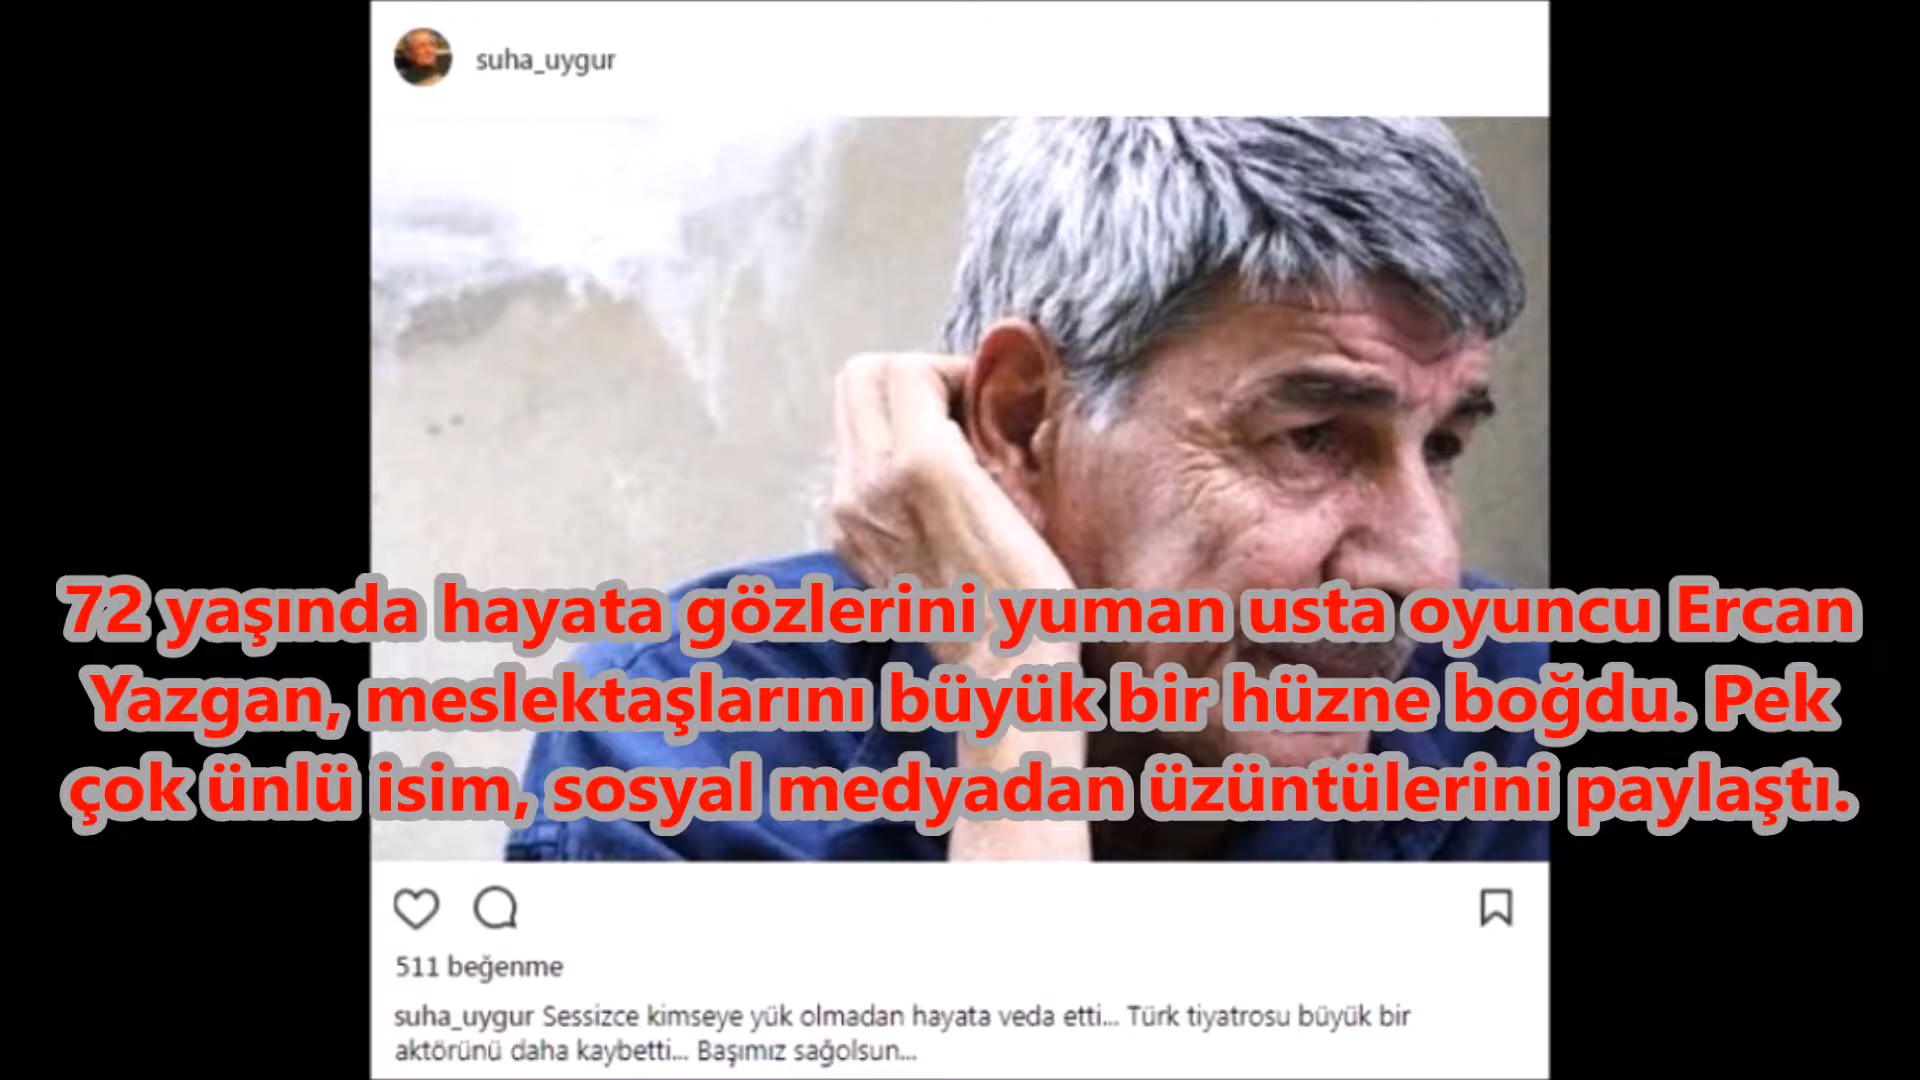 suha_uygur
72 yaşında hayata gözlerini yuman usta oyuncu Ercan
Yazgan, meslektaşlarını büyük bir hüzne boğdu. Pek
çok ünlü isim, sosyal medyadan üzüntülerini paylaştı.
511 beğenme
suha_uygur Sessizce kimseye yük olmadan hayata veda etti... Türk tiyatrosu büyük bir
aktörünü daha kaybetti... Başımız sağolsun...